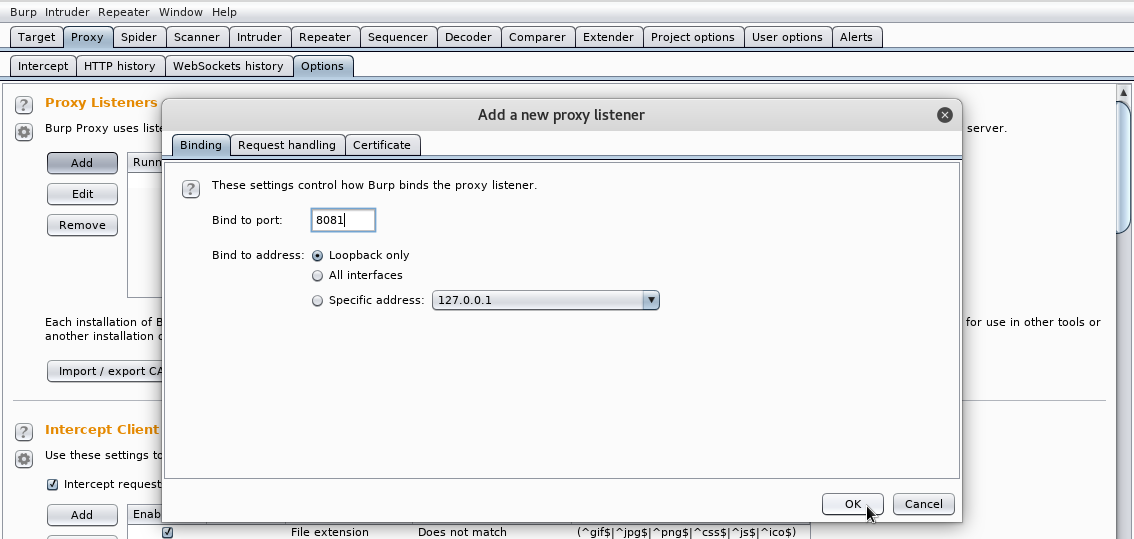 Burp Intruder Repeater Window Help
Target Proxy Spider Scanner Intruder Repeater Sequencer Decoder Comparer Extender Project options User options Alerts
Intercept HTTP history WebSockets history Options
? Proxy Listeners
Add a new proxy listener
Burp Proxy uses liste
server.
Binding Request handling Certificate
Add Runn
Edit
Remove
? These settings control how Burp binds the proxy listener.
Bind to port: 8081
Bind to address: Loopback only
All interfaces
Specific address: 127.0.0.1
Each installation of B
for use in other tools or
another installation
Import / export CA
? Intercept Client
Use these settings to
Intercept request
OK Cancel
Add Enab
File extension Does not match (^gif$|^jpg$|^png$|^css$|^js$|^ico$)